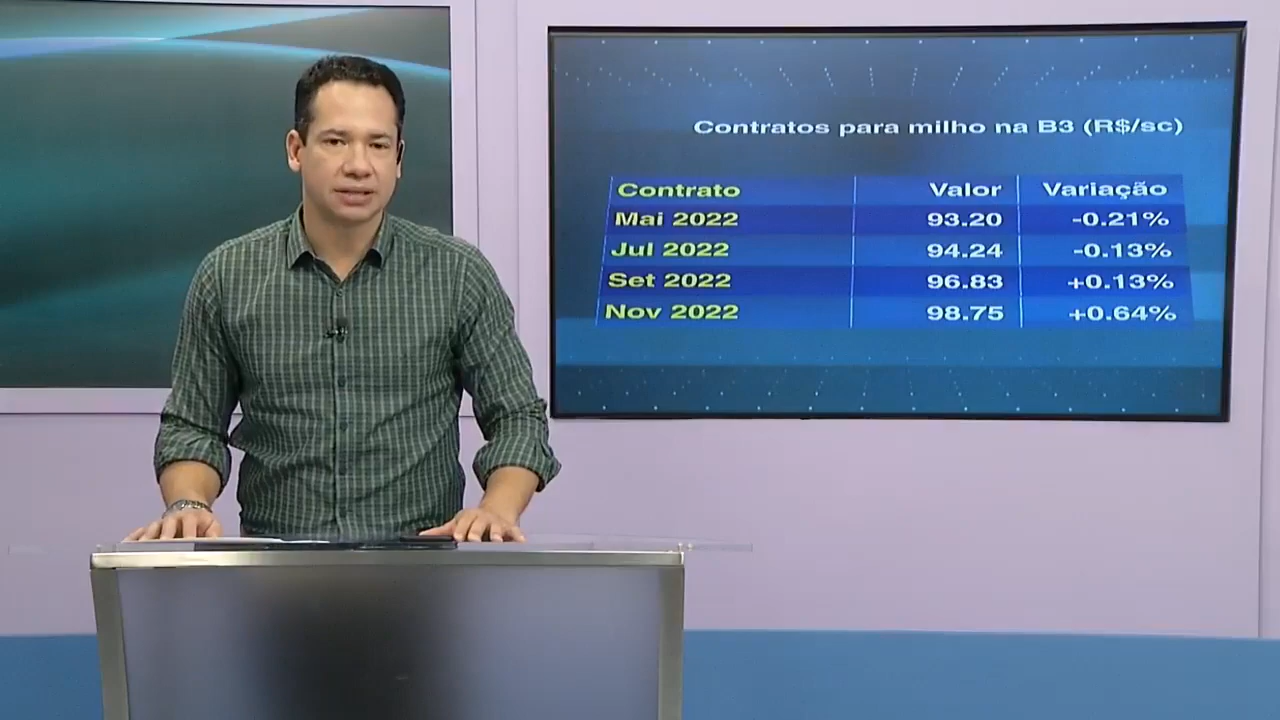 Contratos para milho na B3 (R$/sc)
Contrato Valor Variação
Mai 2022 93.20 -0.21%
Jul 2022 94.24 -0.13%
Set 2022 96.83 +0.13%
Nov 2022 98.75 +0.64%